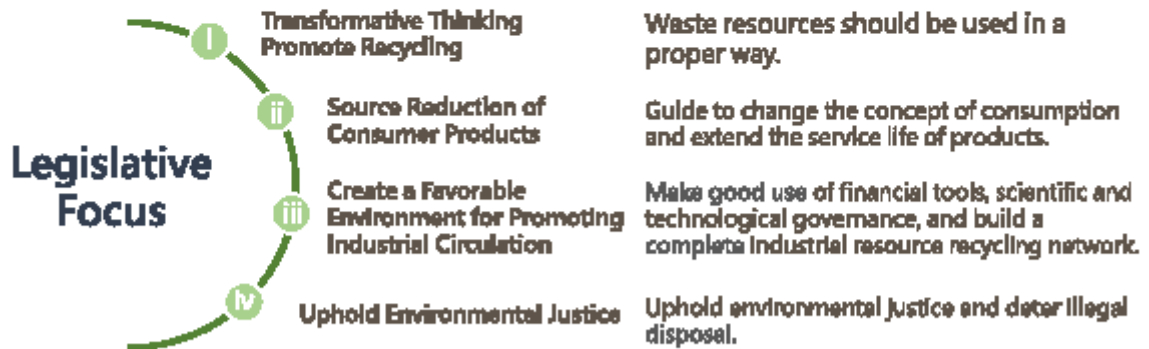 Legislative
Focus
i
Transformative Thinking
Promote Recycling
Waste resources should be used in a
proper way.
ii
Source Reduction of
Consumer Products
Guide to change the concept of consumption
and extend the service life of products.
iii
Create a Favorable
Environment for Promoting
Industrial Circulation
Make good use of financial tools, scientific and
technological governance, and build a
complete industrial resource recycling network.
iv
Uphold Environmental Justice
Uphold environmental justice and deter illegal
disposal.